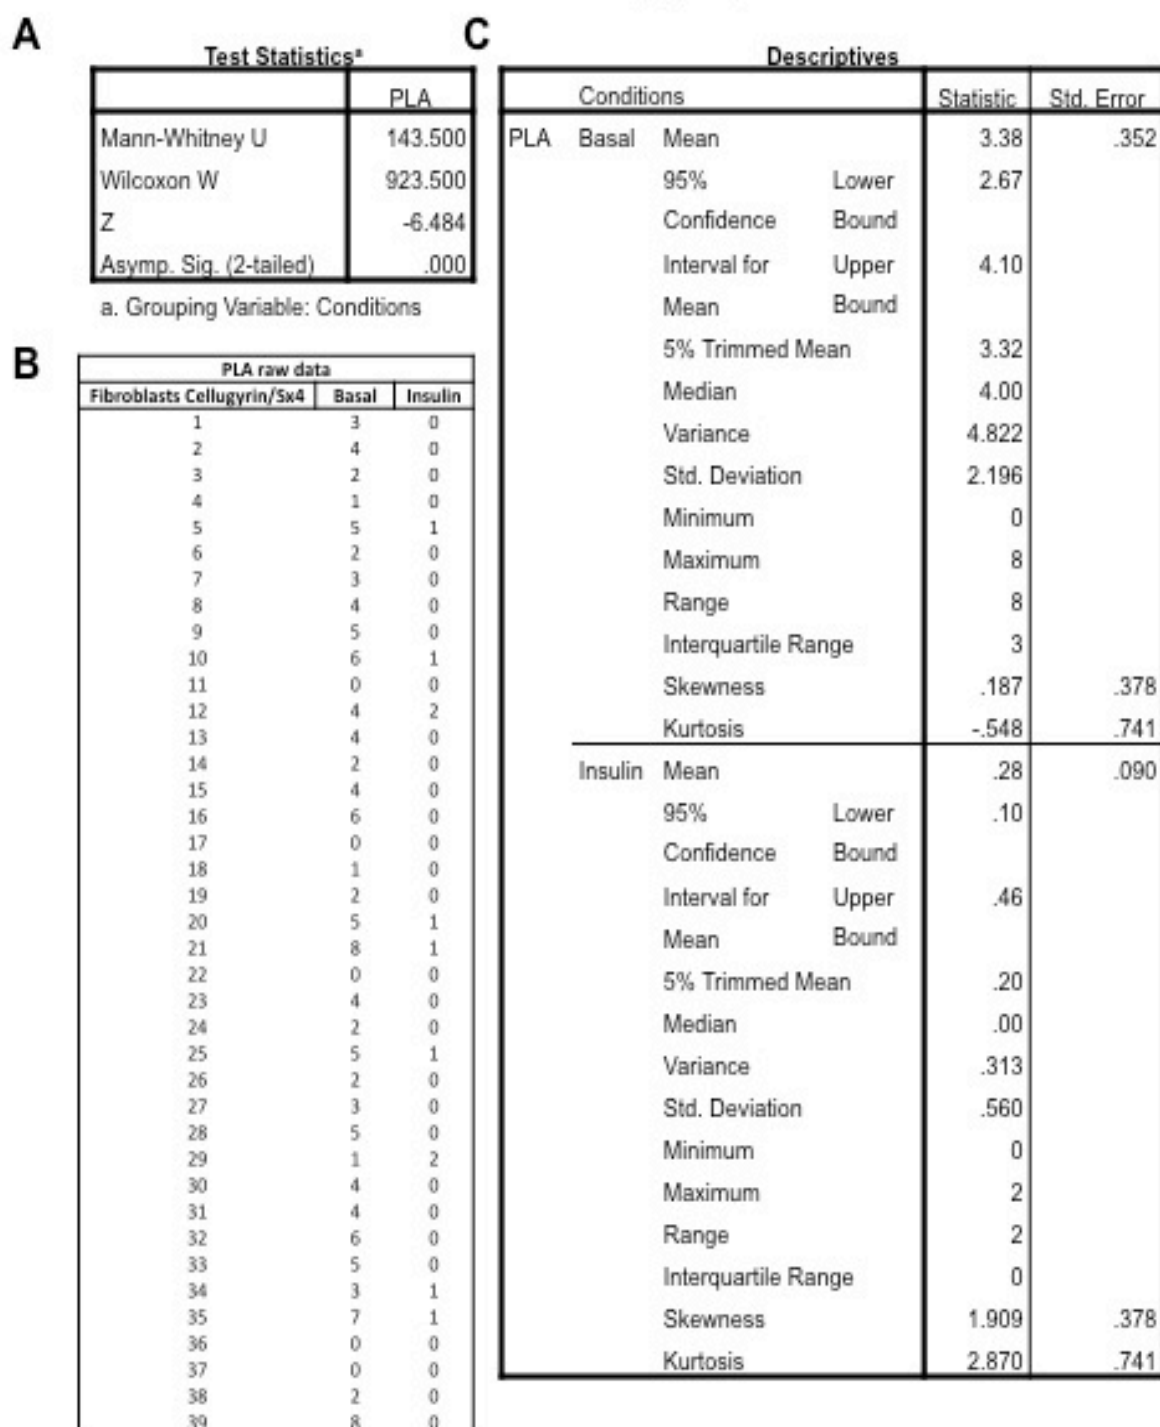 A
Test Statisticsᵃ
PLA
Mann-Whitney U 143.500
Wilcoxon W 923.500
Z -6.484
Asymp. Sig. (2-tailed) .000
a. Grouping Variable: Conditions
B
PLA raw data
Fibroblasts Cellugyrin/Sx4 Basal Insulin
1 3 0
2 4 0
3 2 0
4 1 0
5 5 1
6 2 0
7 3 0
8 4 0
9 5 0
10 6 1
11 0 0
12 4 2
13 4 0
14 2 0
15 4 0
16 6 0
17 0 0
18 1 0
19 2 0
20 5 1
21 8 1
22 0 0
23 4 0
24 2 0
25 5 1
26 2 0
27 3 0
28 5 0
29 1 2
30 4 0
31 4 0
32 6 0
33 5 0
34 3 1
35 7 1
36 0 0
37 0 0
38 2 0
39 8 0
C
Descriptives
Conditions Statistic Std. Error
PLA Basal Mean 3.38 .352
95% Lower 2.67
Confidence Bound
Interval for Upper 4.10
Mean Bound
5% Trimmed Mean 3.32
Median 4.00
Variance 4.822
Std. Deviation 2.196
Minimum 0
Maximum 8
Range 8
Interquartile Range 3
Skewness .187 .378
Kurtosis -.548 .741
Insulin Mean .28 .090
95% Lower .10
Confidence Bound
Interval for Upper .46
Mean Bound
5% Trimmed Mean .20
Median .00
Variance .313
Std. Deviation .560
Minimum 0
Maximum 2
Range 2
Interquartile Range 0
Skewness 1.909 .378
Kurtosis 2.870 .741